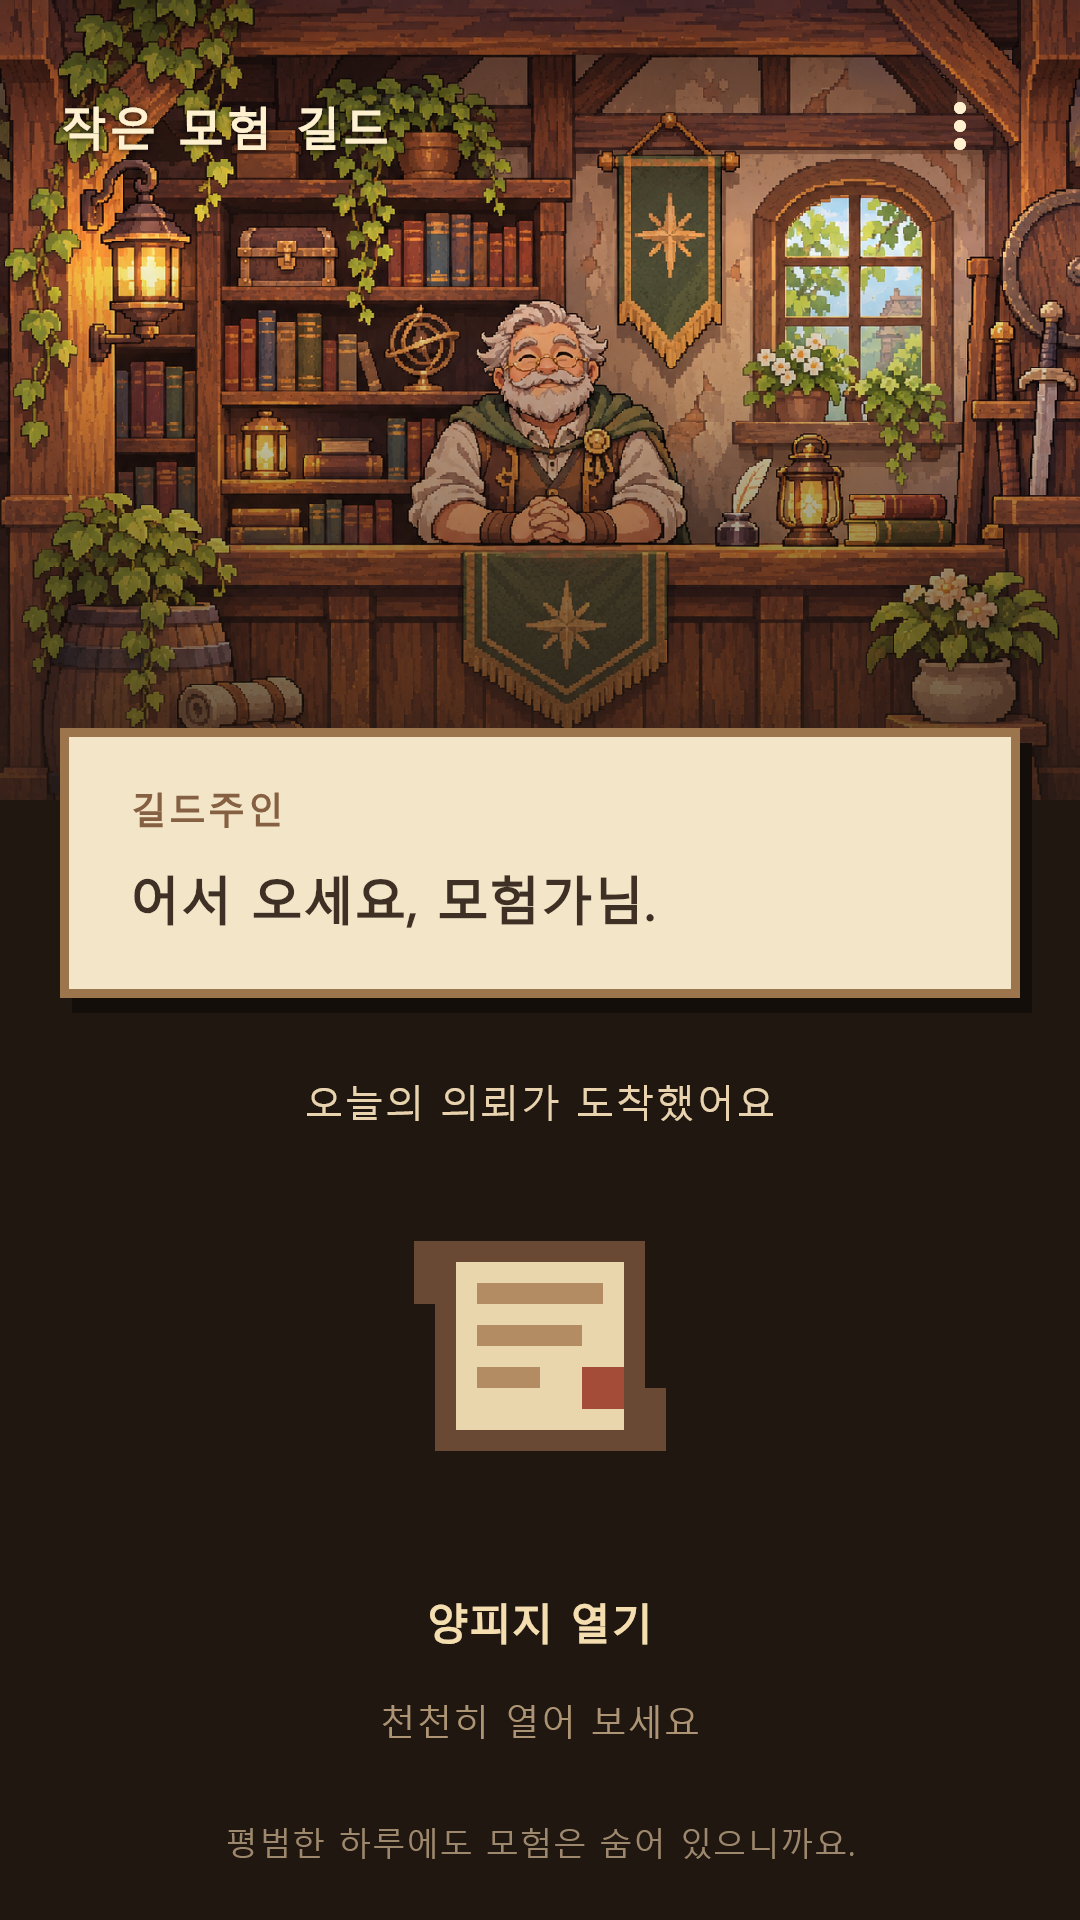 작은 모험 길드
길드주인
어서 오세요, 모험가님.
오늘의 의뢰가 도착했어요
양피지 열기
천천히 열어 보세요
평범한 하루에도 모험은 숨어 있으니까요.